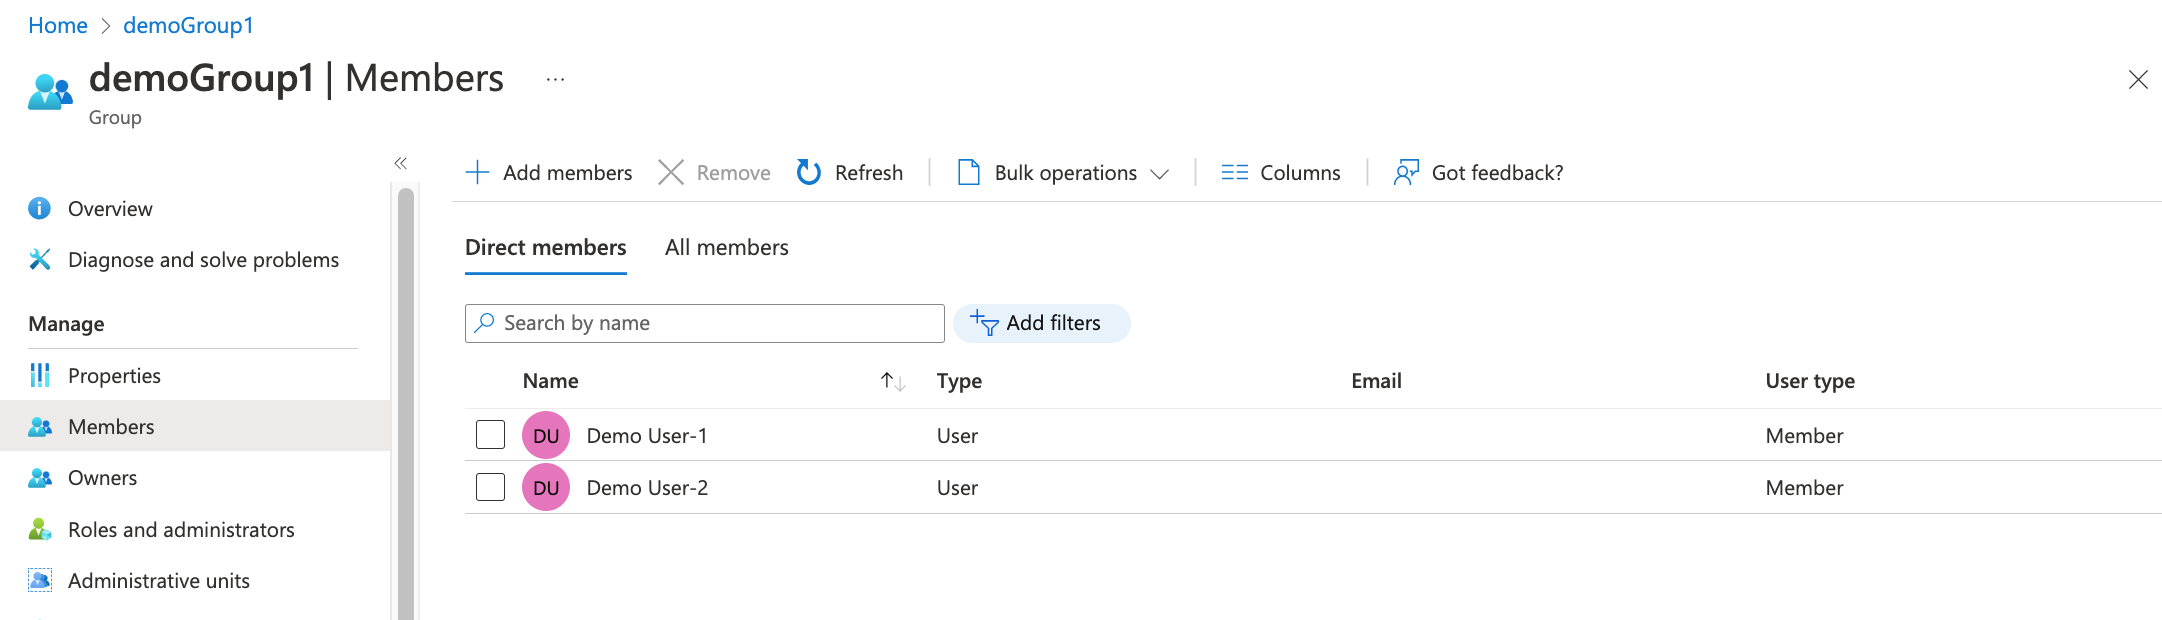 Home > demoGroup1
demoGroup1 | Members ...
Group
Add members Remove Refresh Bulk operations Columns Got feedback?
Overview
Diagnose and solve problems
Manage
Properties
Members
Owners
Roles and administrators
Administrative units
Direct members All members
Search by name Add filters
Name Type Email User type
DU Demo User-1 User Member
DU Demo User-2 User Member